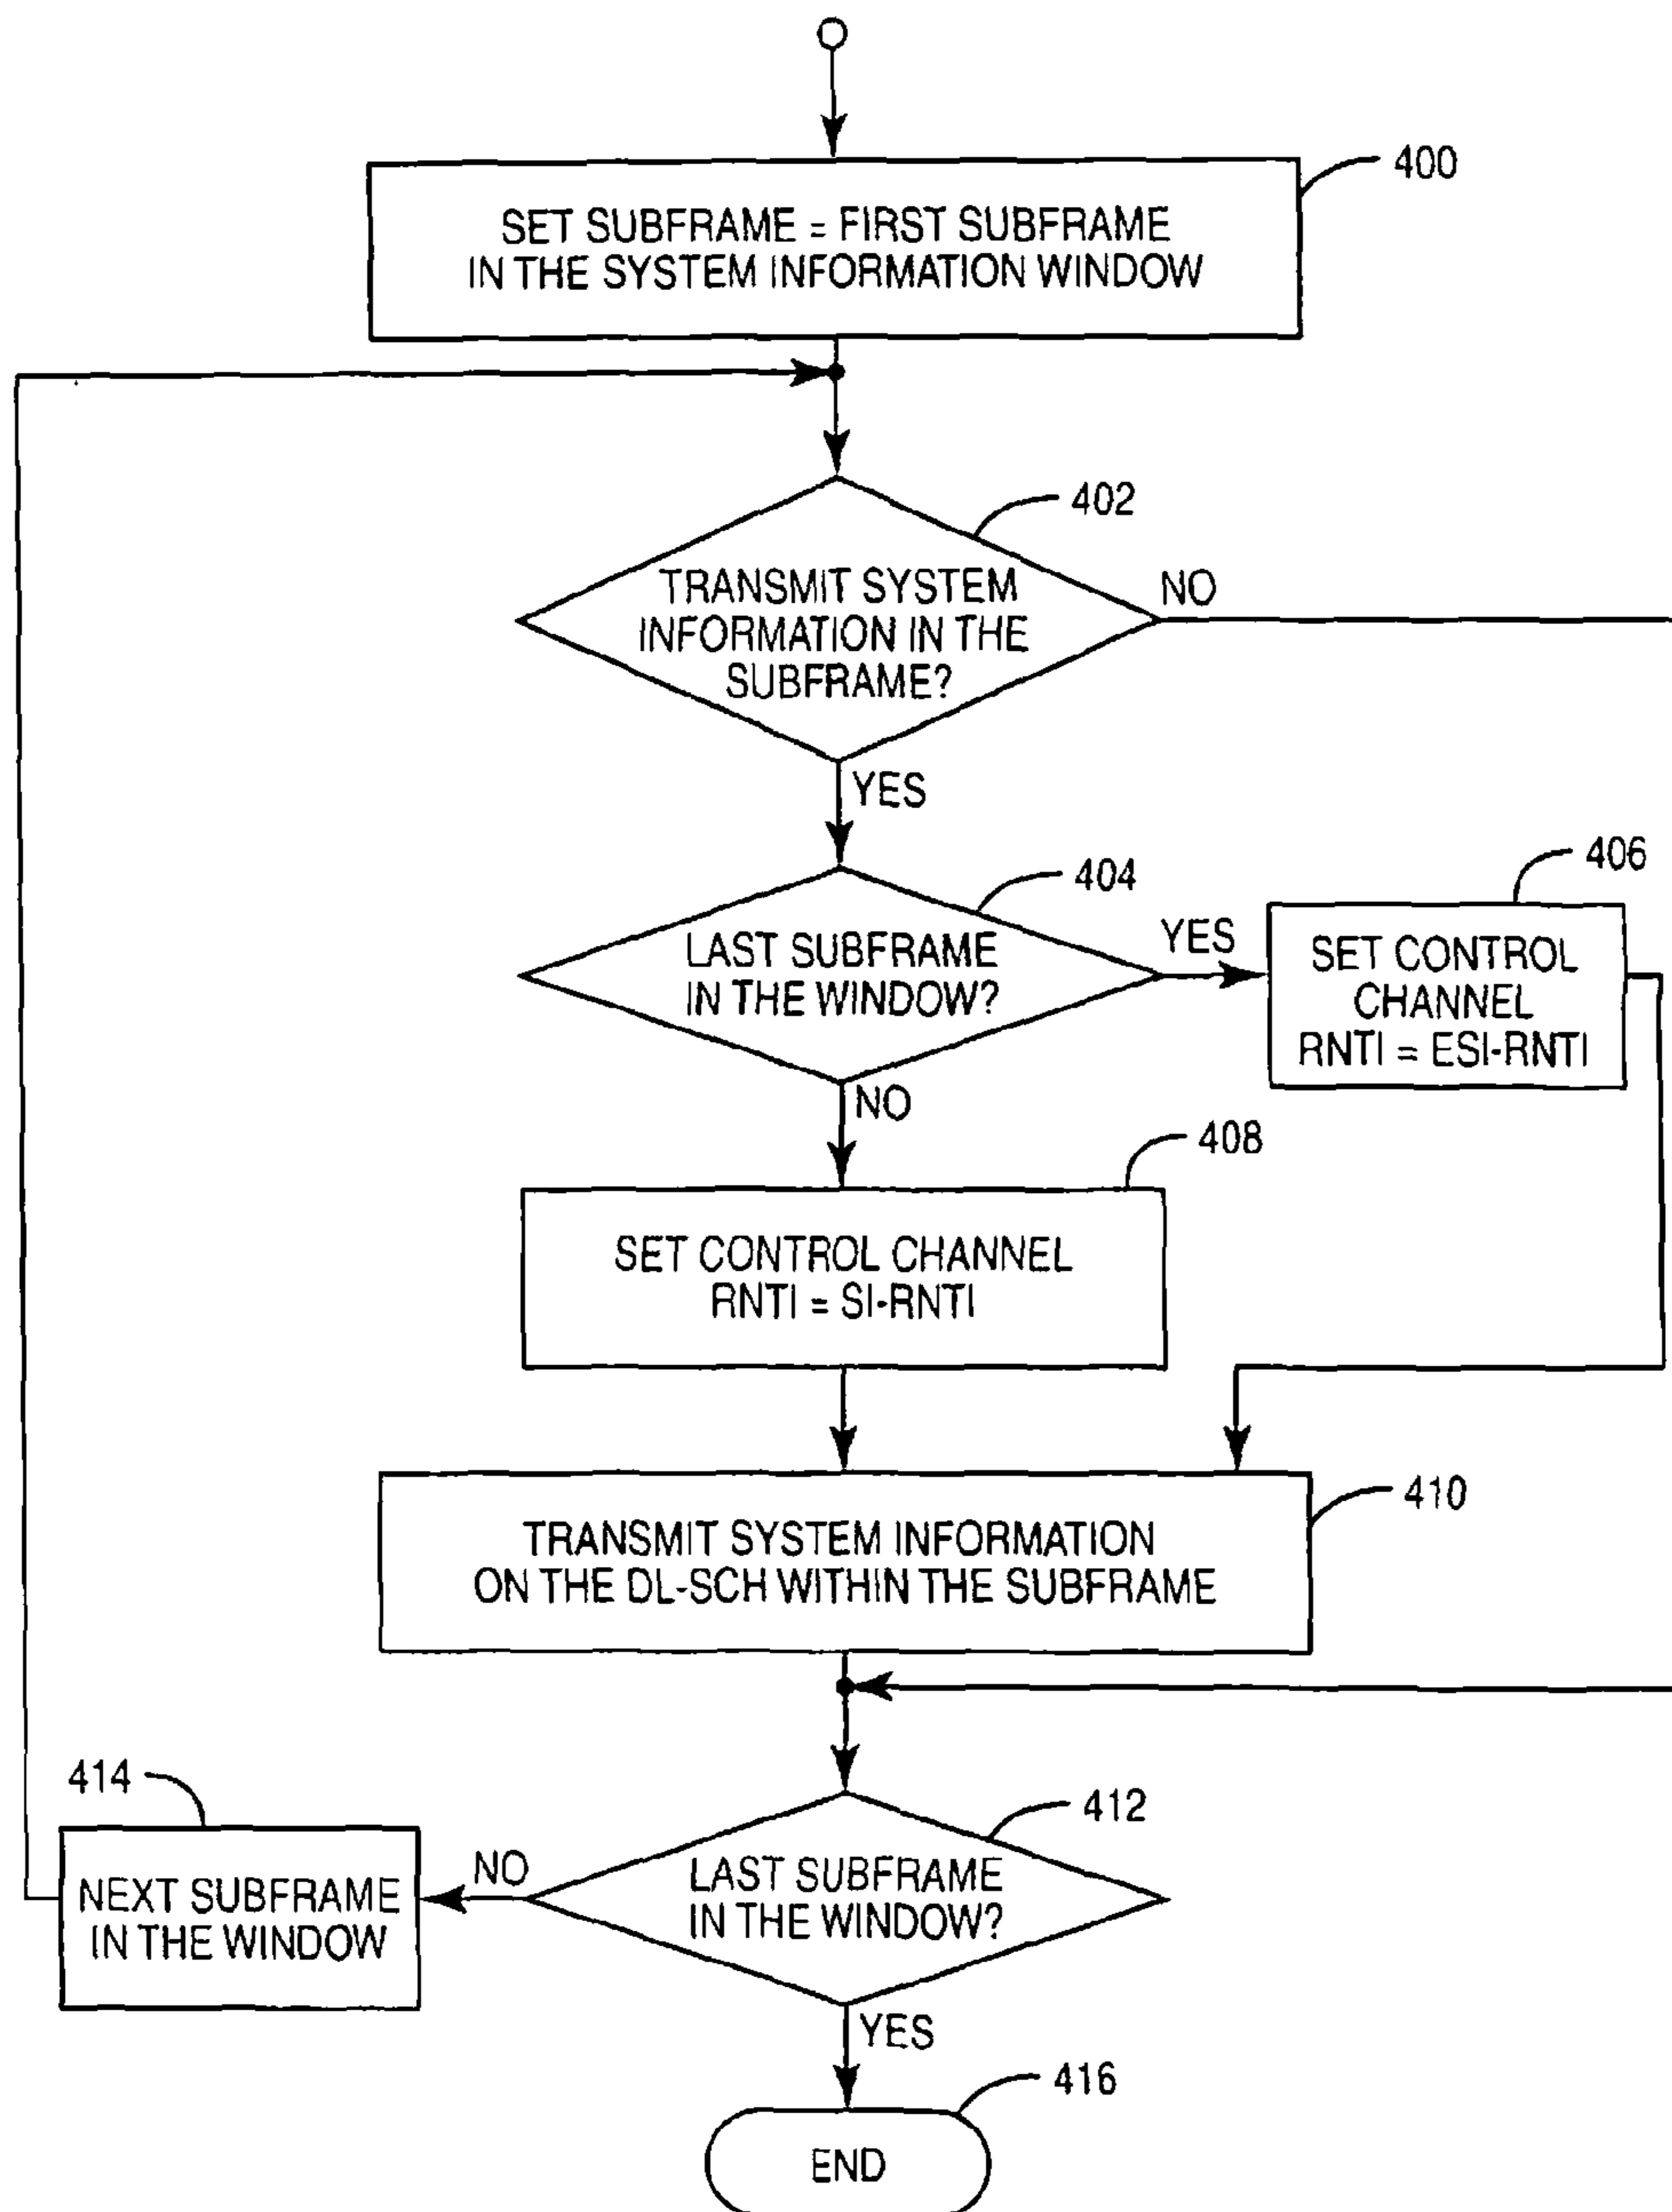 400
SET SUBFRAME = FIRST SUBFRAME
IN THE SYSTEM INFORMATION WINDOW
402
TRANSMIT SYSTEM
INFORMATION IN THE
SUBFRAME?
NO
YES
404
LAST SUBFRAME
IN THE WINDOW?
YES
406
SET CONTROL
CHANNEL
RNTI = ESI-RNTI
NO
408
SET CONTROL CHANNEL
RNTI = SI-RNTI
410
TRANSMIT SYSTEM INFORMATION
ON THE DL-SCH WITHIN THE SUBFRAME
412
LAST SUBFRAME
IN THE WINDOW?
NO
414
NEXT SUBFRAME
IN THE WINDOW
YES
416
END